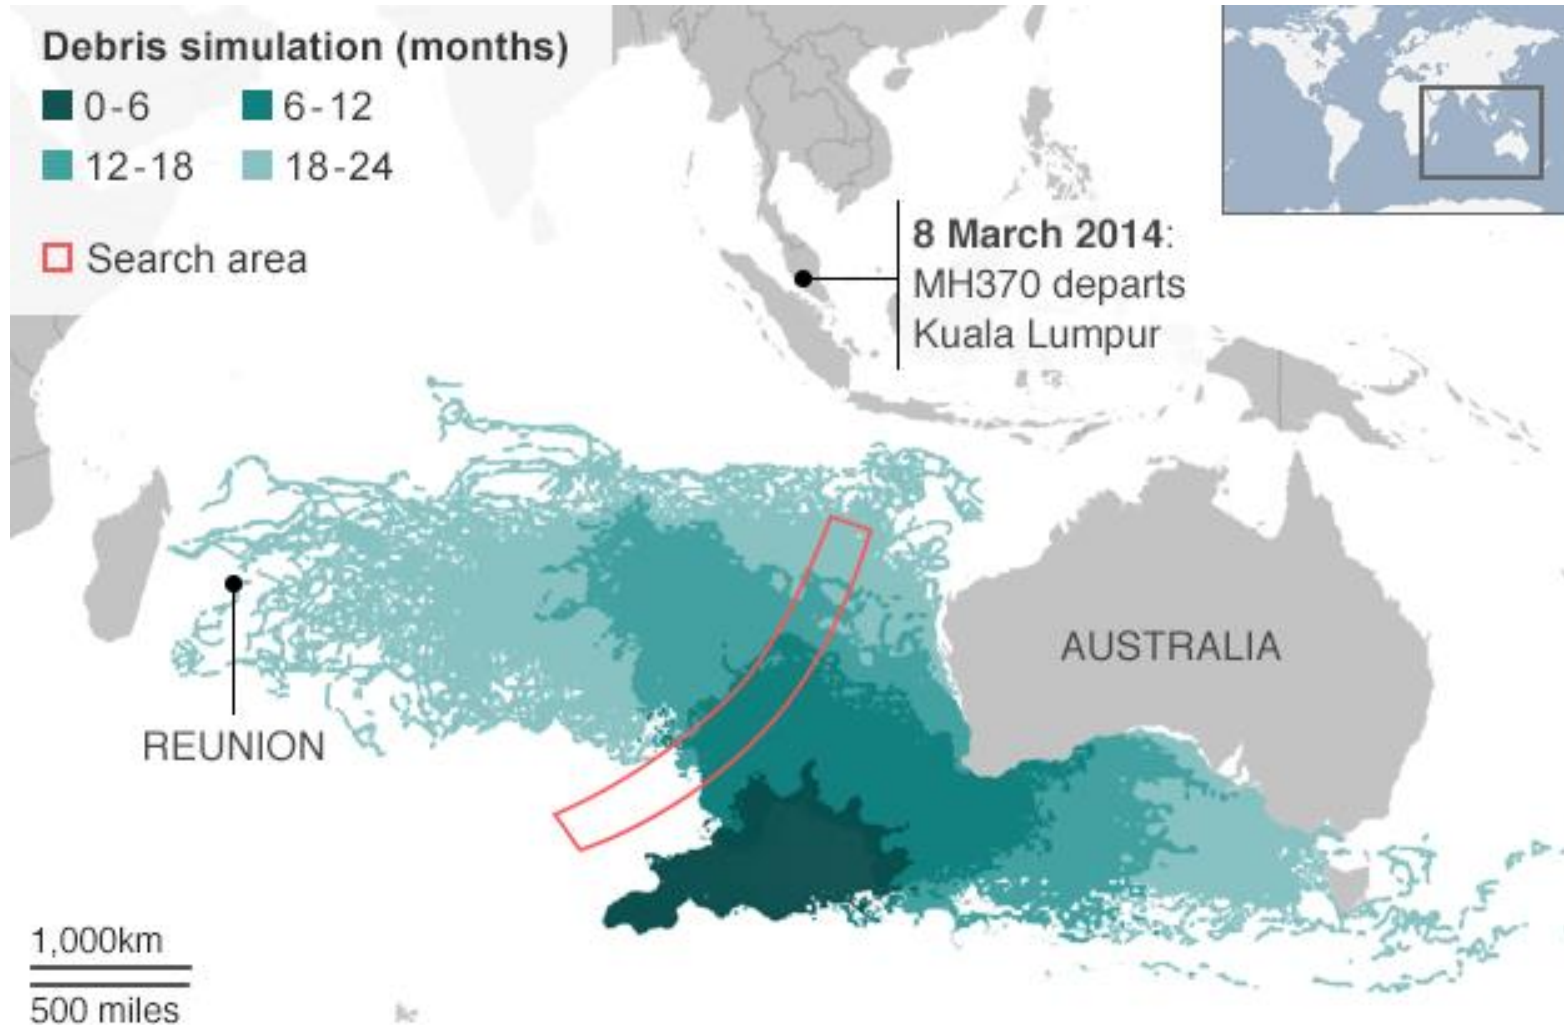 Debris simulation (months)
0-6 6-12
12-18 18-24
Search area
8 March 2014:
MH370 departs
Kuala Lumpur
AUSTRALIA
REUNION
1,000km
500 miles